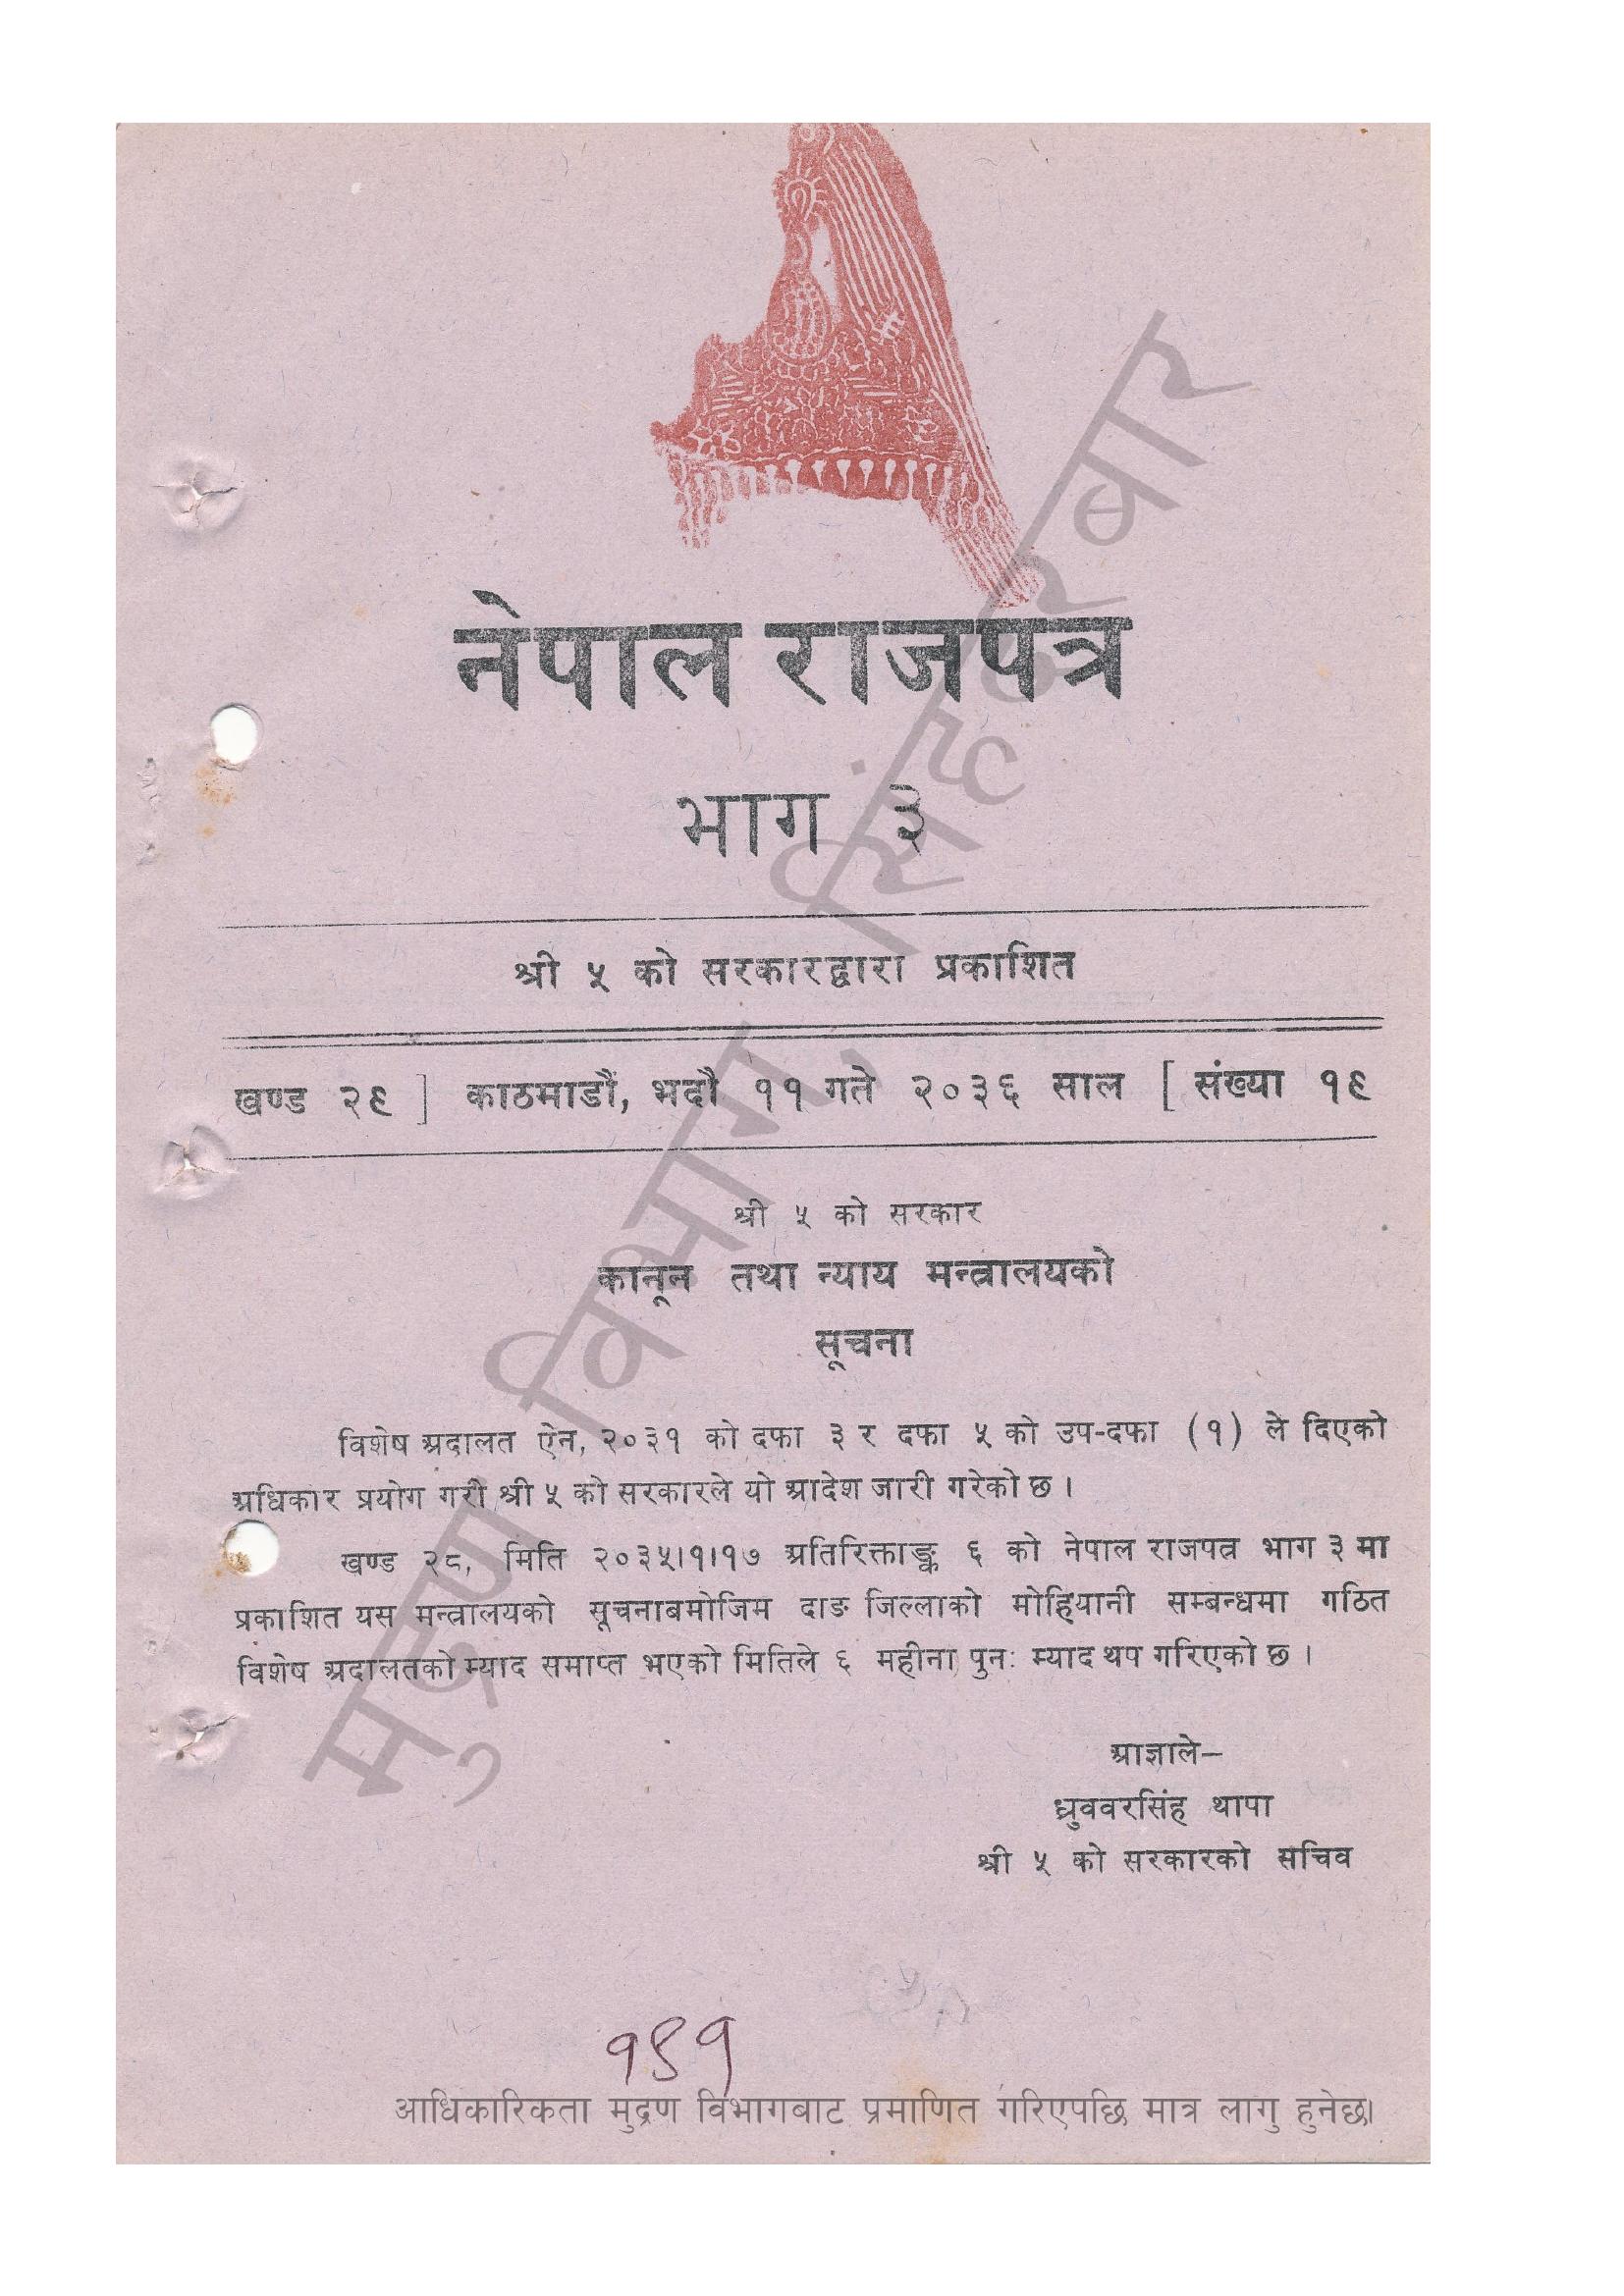 नेपाल राजपत्र
भाग ३
श्री ५ को सरकारद्वारा प्रकाशित
खण्ड २९ ] काठमाडौं, भदौ ११ गते २०३६ साल [ संख्या १९
श्री ५ को सरकार
कानून तथा न्याय मन्त्रालयको
सूचना
विशेष अदालत ऐन, २०३१ को दफा ३ र दफा ५ को उप-दफा (१) ले दिएको
अधिकार प्रयोग गरी श्री ५ को सरकारले यो आदेश जारी गरेको छ ।
खण्ड २८, मिति २०३५।१।१७ अतिरिक्ताङ्क ६ को नेपाल राजपत्र भाग ३ मा
प्रकाशित यस मन्त्रालयको सूचनाबमोजिम दाङ जिल्लाको मोहियानी सम्बन्धमा गठित
विशेष अदालतको म्याद समाप्त भएको मितिले ६ महीना पुनः म्याद थप गरिएको छ ।
आज्ञाले–
ध्रुववरसिंह थापा
श्री ५ को सरकारको सचिव
१९१
आधिकारिकता मुद्रण विभागबाट प्रमाणित गरिएपछि मात्र लागु हुनेछ।
मुद्रण विभाग, सिंहदरबार